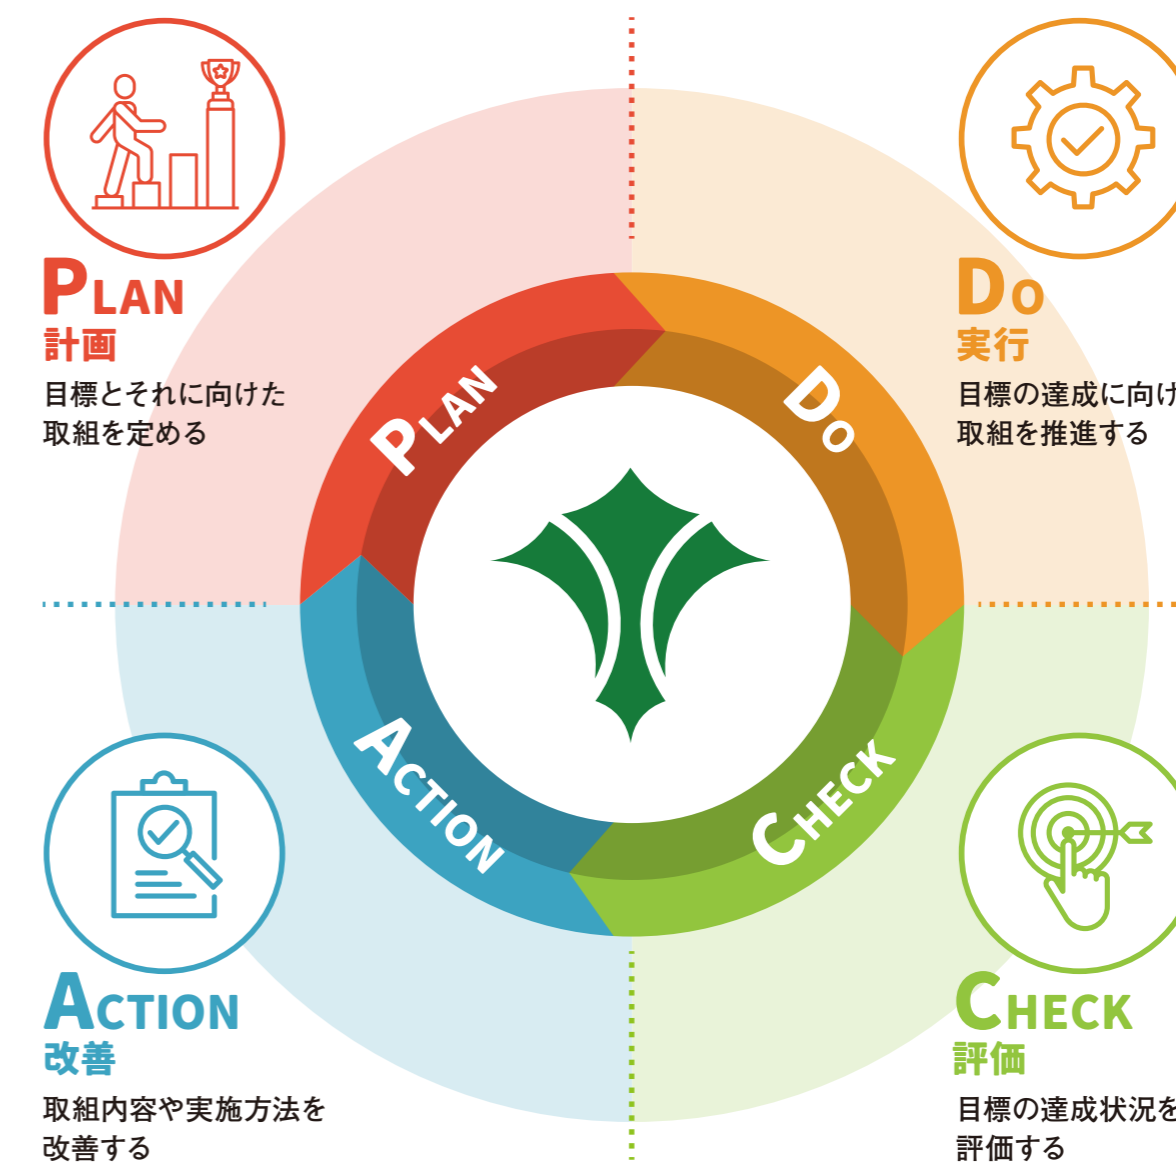 PLAN
計画
目標とそれに向けた
取組を定める
DO
実行
目標の達成に向け
取組を推進する
PLAN
DO
ACTION
CHECK
ACTION
改善
取組内容や実施方法を
改善する
CHECK
評価
目標の達成状況を
評価する